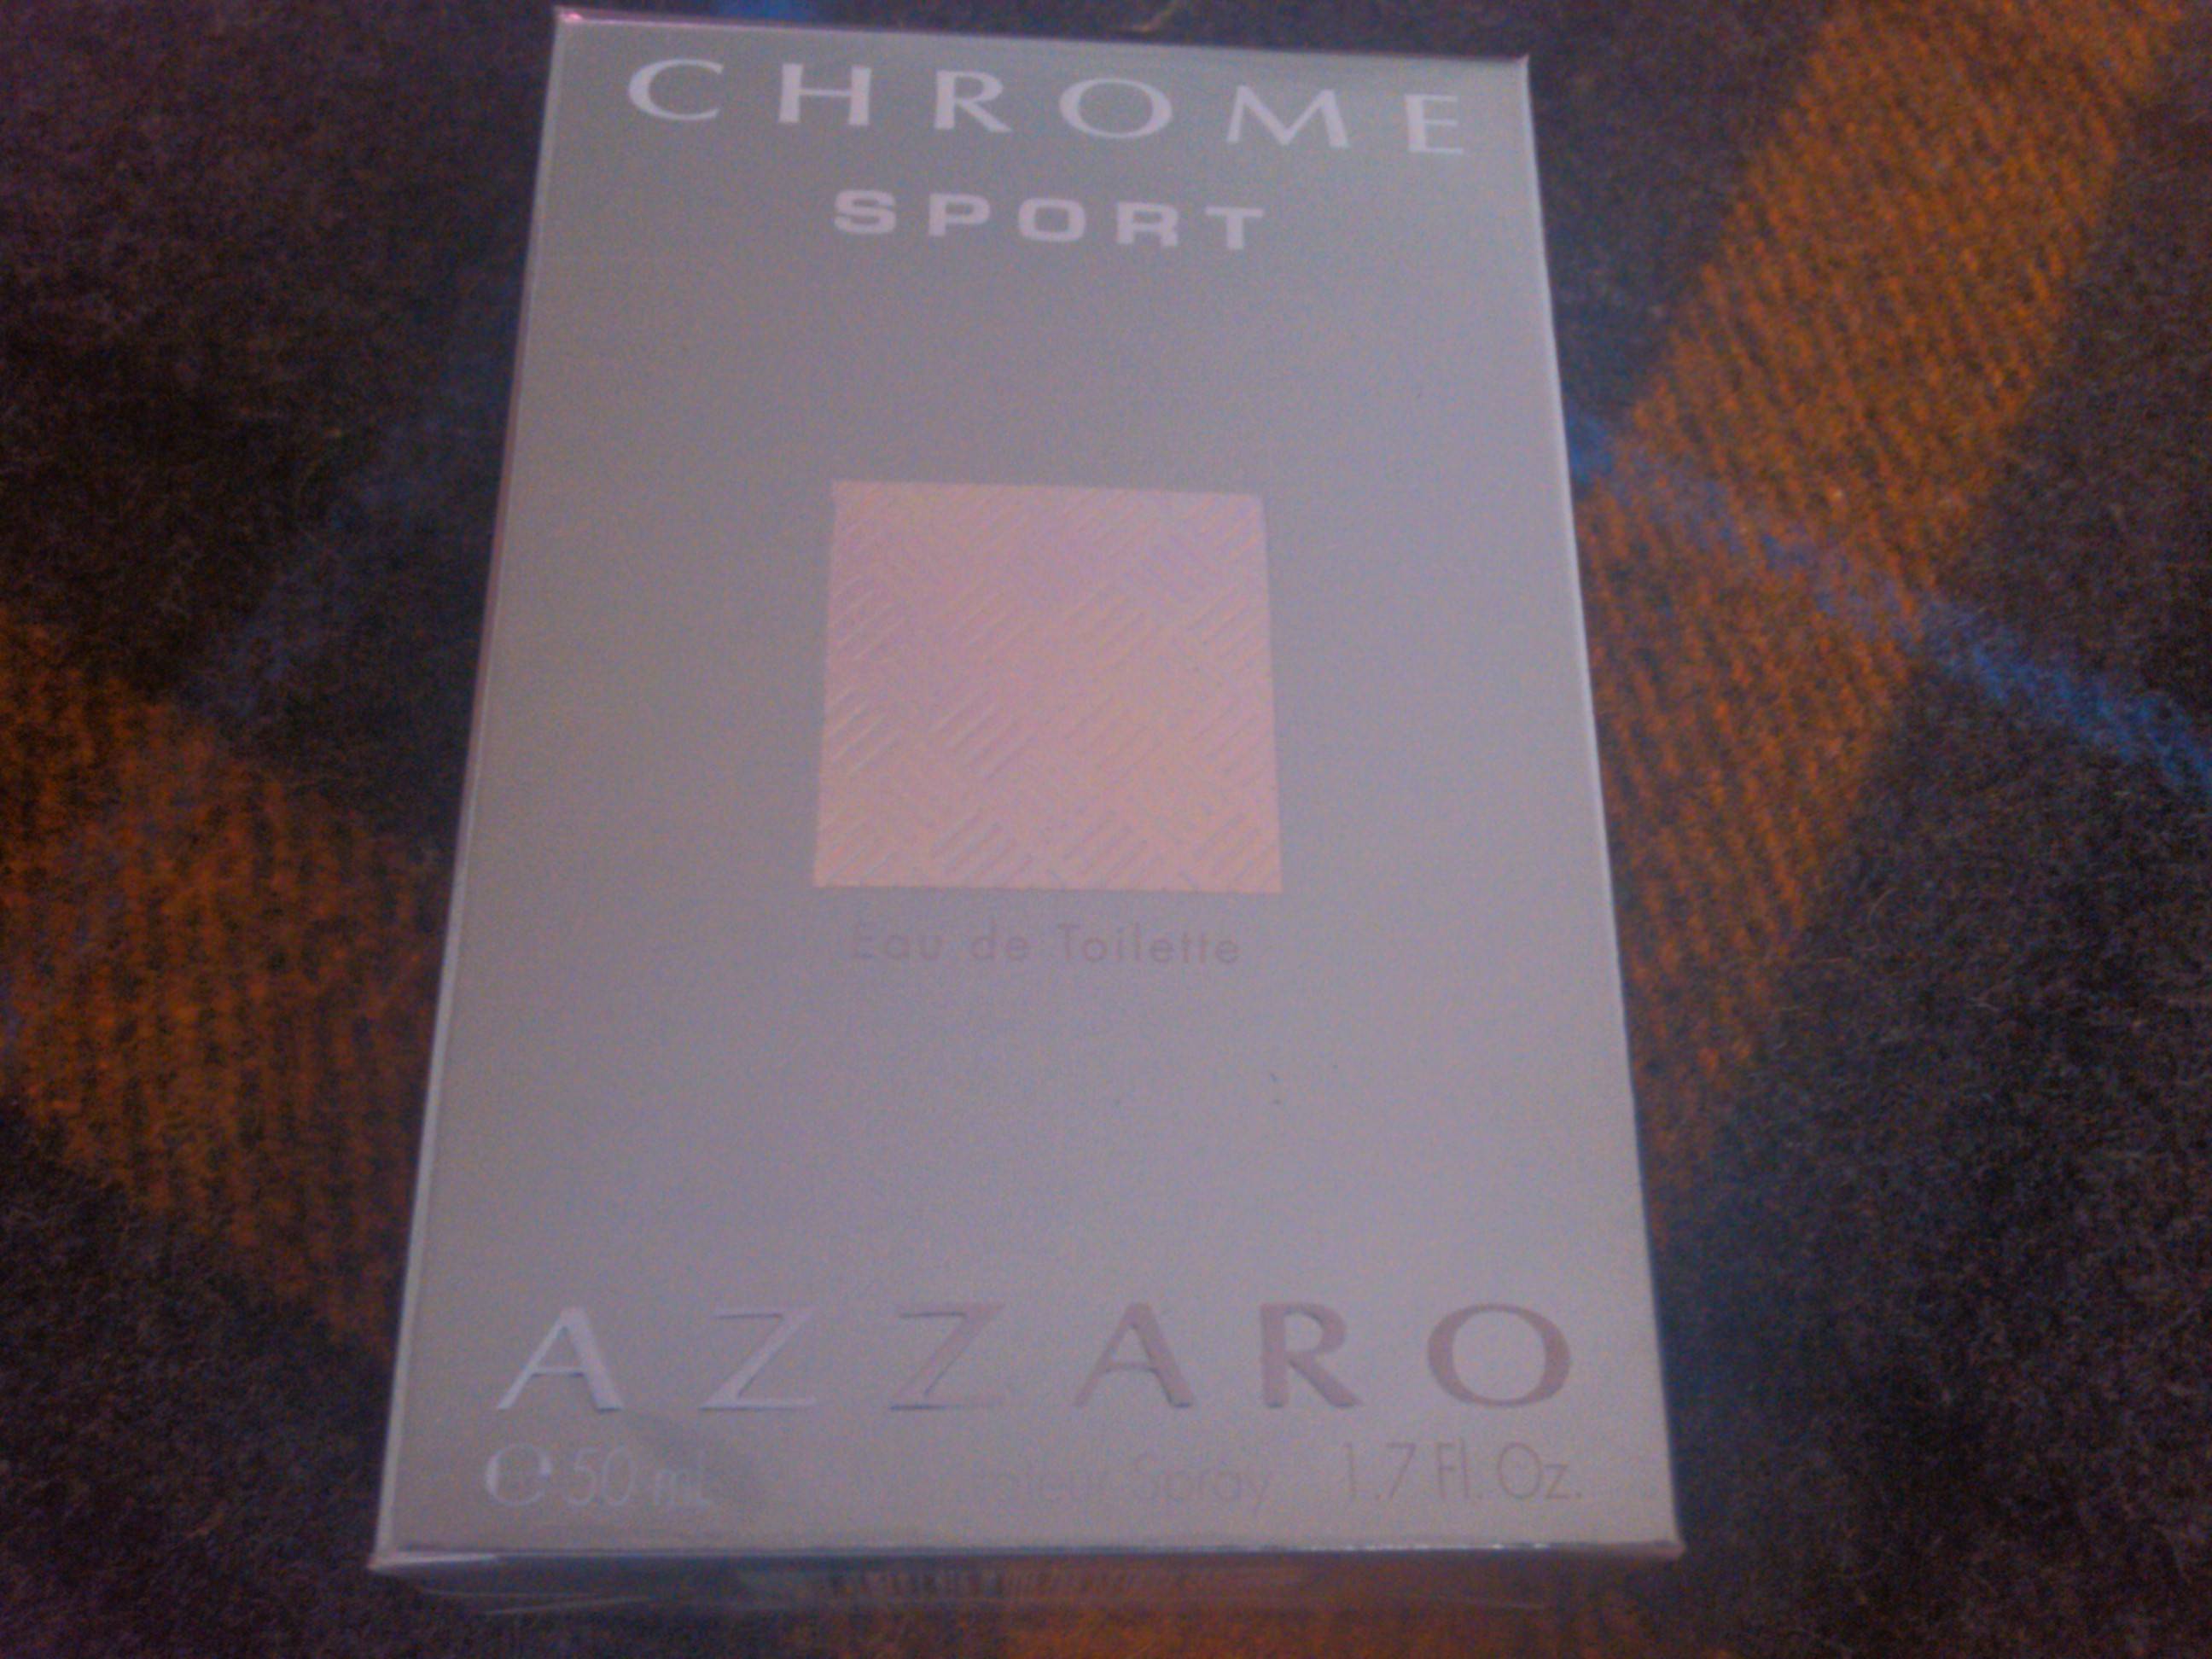 CHROME
SPORT
Eau de Toilette
AZZARO
℮ 50 mL Spray 1.7 Fl. Oz.